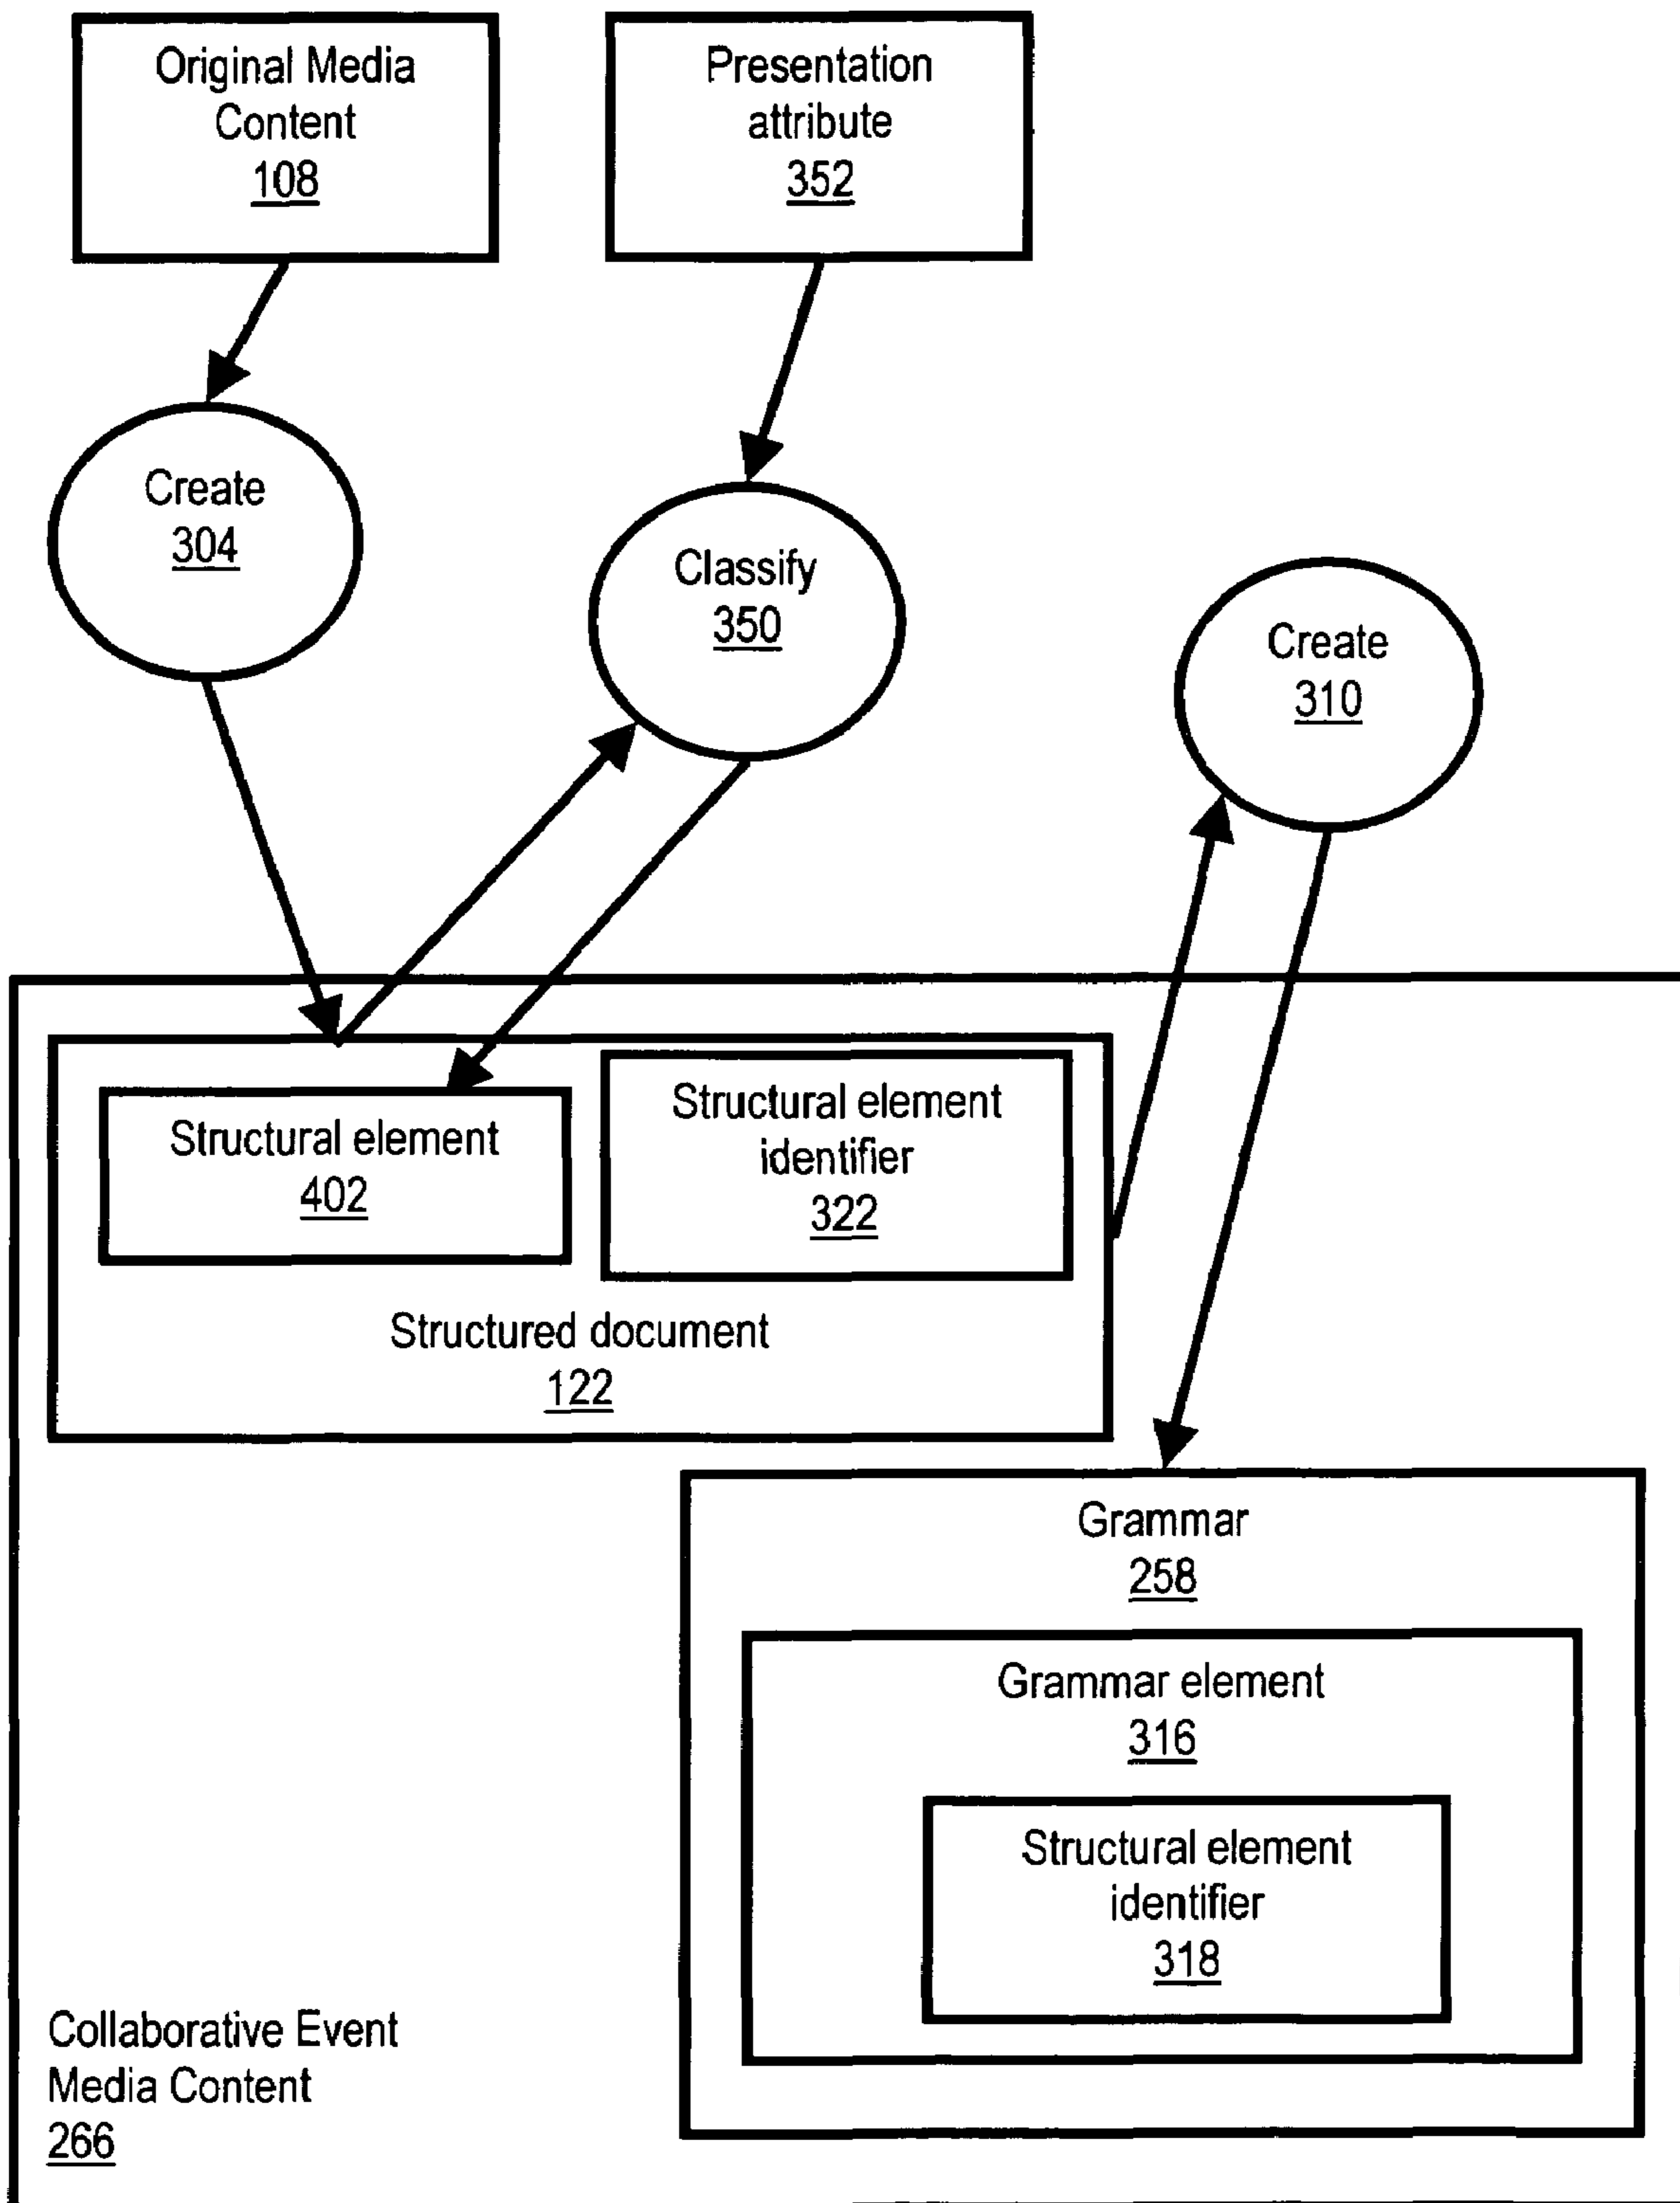 Original Media
Content
108
Presentation
attribute
352
Create
304
Classify
350
Create
310
Structural element
402
Structural element
identifier
322
Structured document
122
Grammar
258
Grammar element
316
Structural element
identifier
318
Collaborative Event
Media Content
266